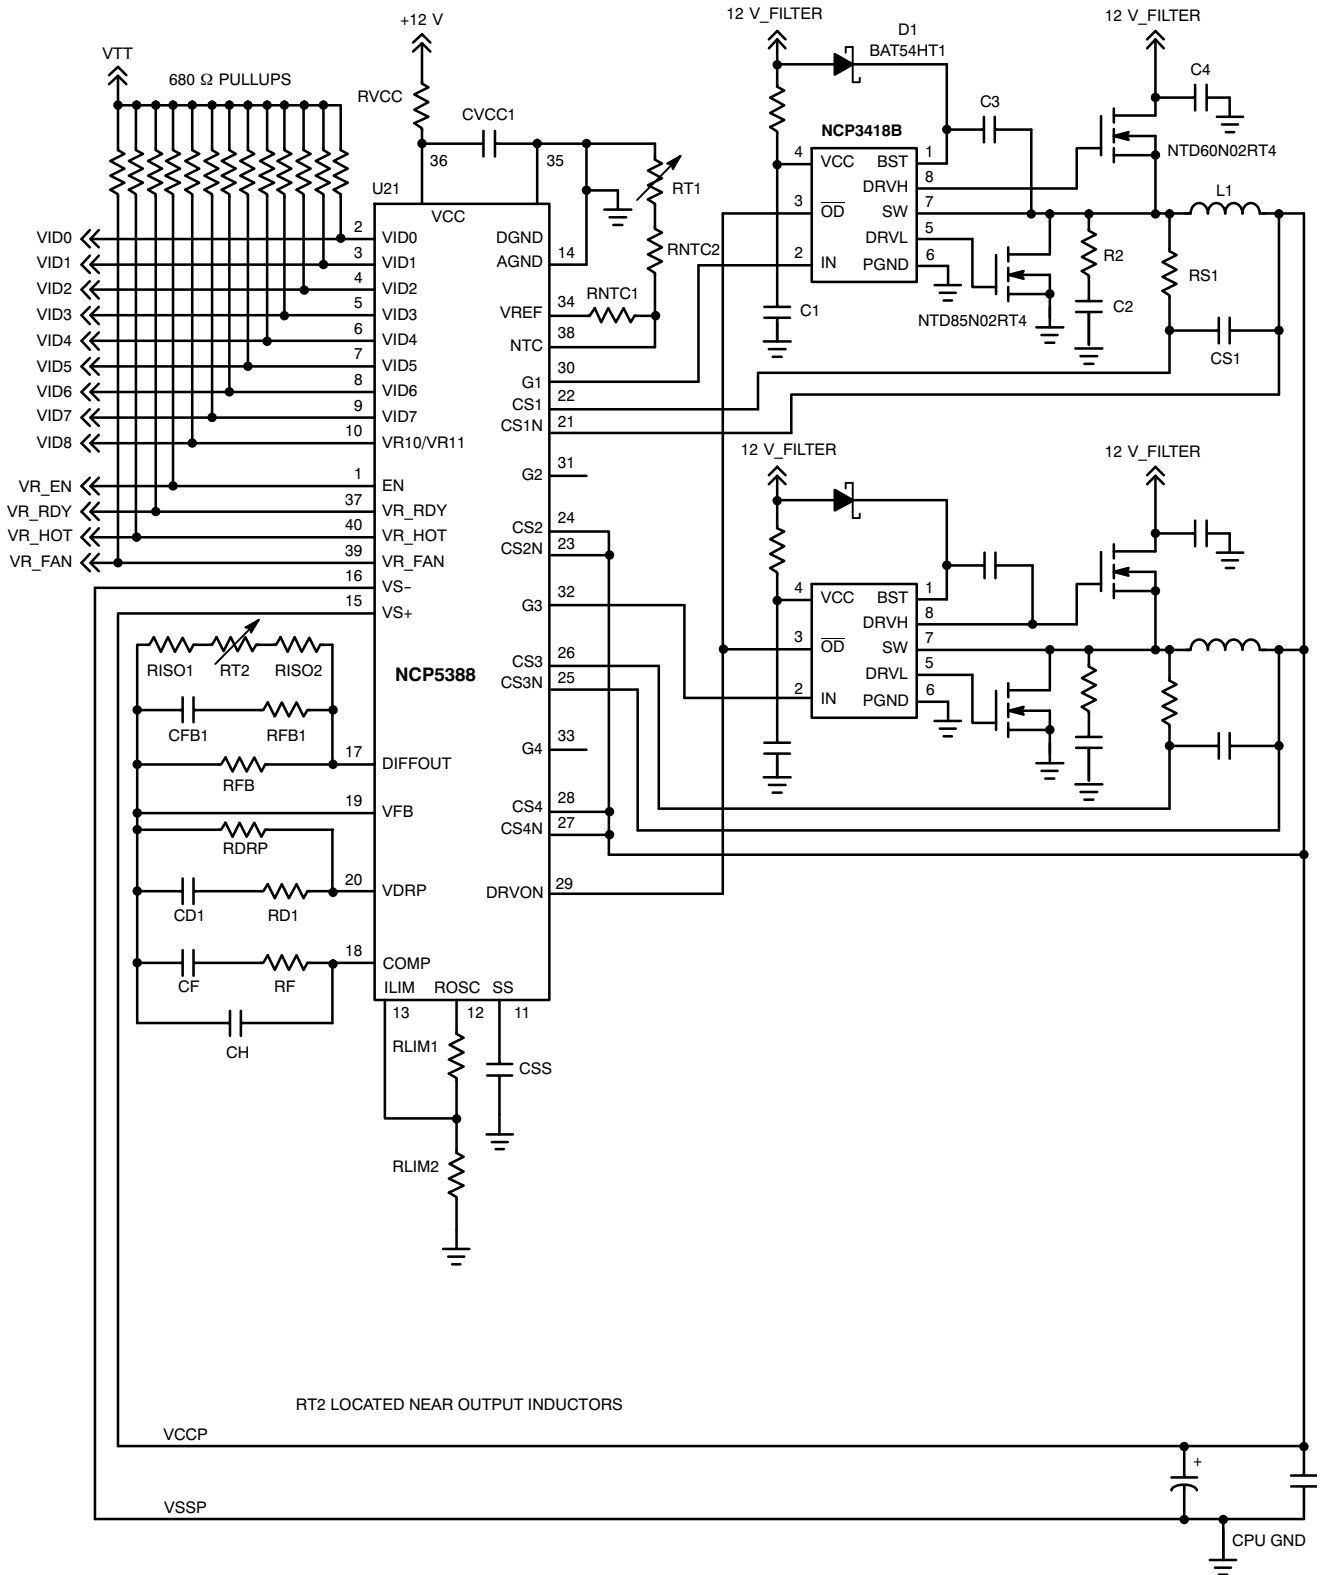 12 V_FILTER
12 V_FILTER
+12 V
D1
BAT54HT1
VTT
680 Ω PULLUPS
RVCC
CVCC1
C3
C4
NCP3418B
NTD60N02RT4
36
35
RT1
4
VCC
BST
1
U21
VCC
DRVH
8
L1
3
OD
SW
7
VID0
2
VID0
DGND
DRVL
5
RNTC2
R2
VID1
3
VID1
AGND
14
2
IN
PGND
6
RS1
VID2
4
VID2
RNTC1
VID3
5
VID3
VREF
34
C1
NTD85N02RT4
C2
VID4
6
VID4
NTC
38
CS1
VID5
7
VID5
G1
30
VID6
8
VID6
CS1
22
VID7
9
VID7
CS1N
21
VID8
10
VR10/VR11
12 V_FILTER
12 V_FILTER
G2
31
VR_EN
1
EN
VR_RDY
37
VR_RDY
CS2
24
VR_HOT
40
VR_HOT
CS2N
23
VR_FAN
39
VR_FAN
16
VS−
4
VCC
BST
1
15
VS+
G3
32
DRVH
8
3
OD
SW
7
RISO1
RT2
RISO2
NCP5388
CS3
26
DRVL
5
CS3N
25
2
IN
PGND
6
CFB1
RFB1
G4
33
17
DIFFOUT
RFB
19
VFB
CS4
28
CS4N
27
RDRP
20
VDRP
DRVON
29
CD1
RD1
18
COMP
CF
RF
ILIM
ROSC
SS
13
12
11
CH
RLIM1
CSS
RLIM2
RT2 LOCATED NEAR OUTPUT INDUCTORS
VCCP
+
VSSP
CPU GND